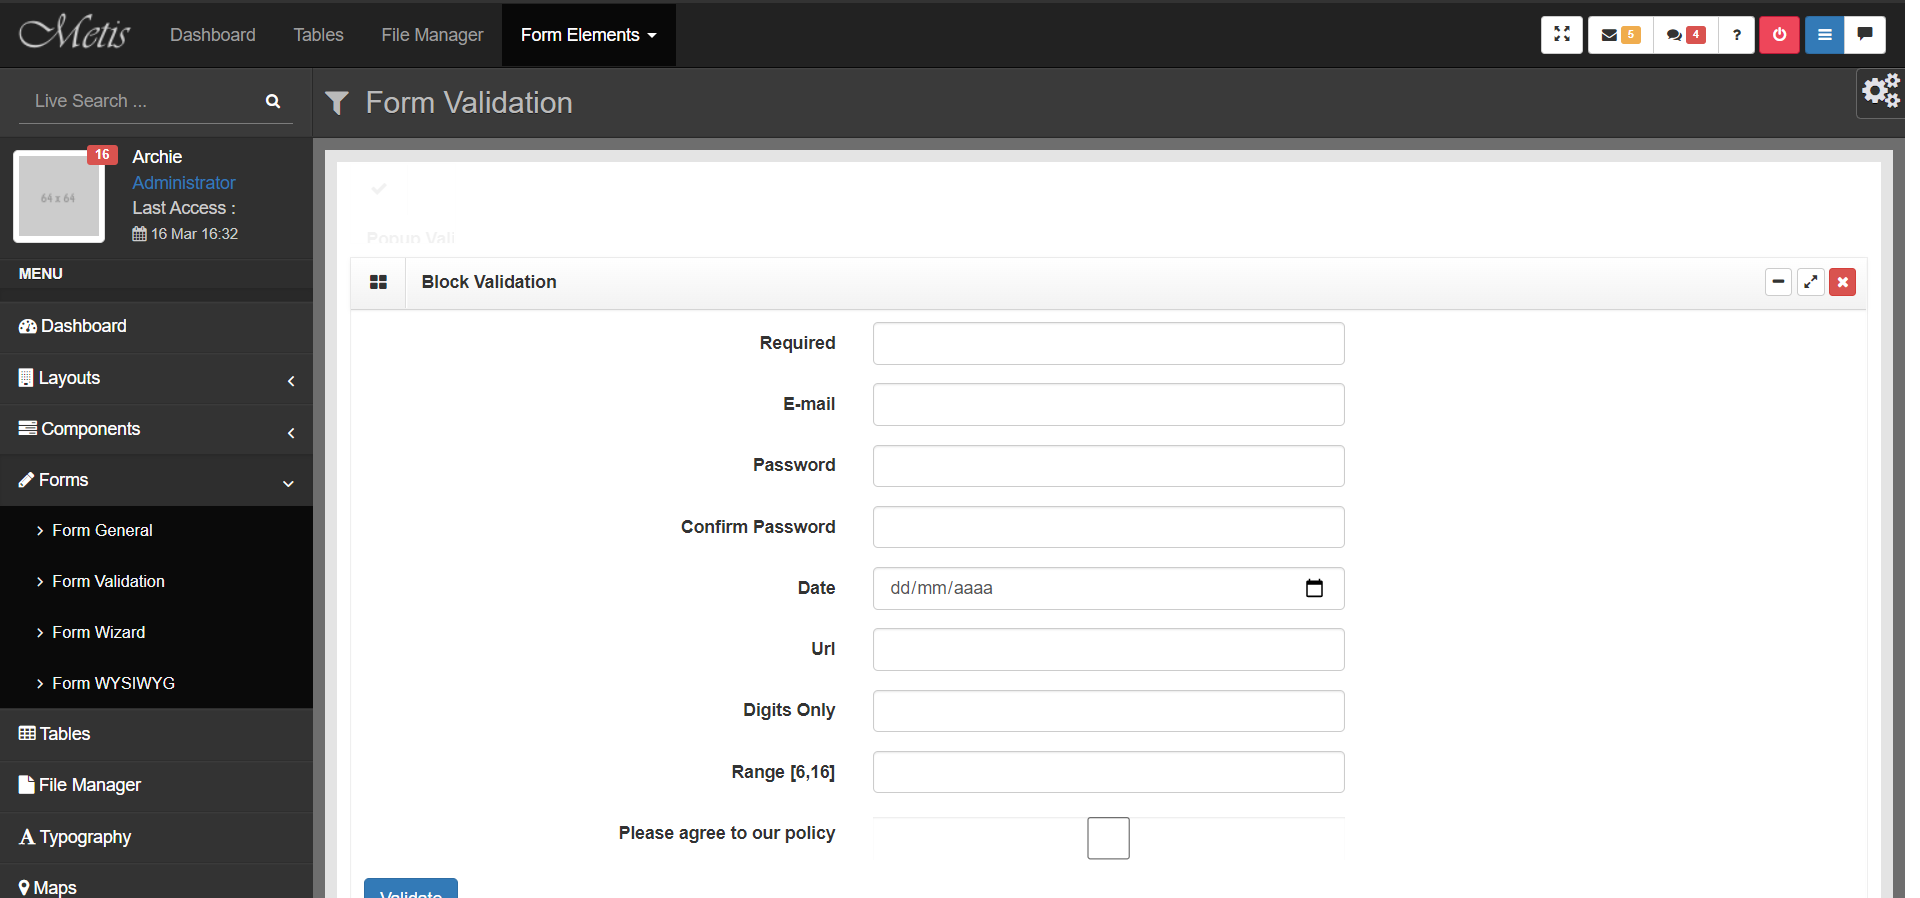 Metis
Dashboard
Tables
File Manager
Form Elements
5
4
?
Live Search ...
Form Validation
16
64 x 64
Archie
Administrator
Last Access :
16 Mar 16:32
MENU
Dashboard
Layouts
Components
Forms
Form General
Form Validation
Form Wizard
Form WYSIWYG
Tables
File Manager
Typography
Maps
Popup Vali
Block Validation
Required
E-mail
Password
Confirm Password
Date
dd/mm/aaaa
Url
Digits Only
Range [6,16]
Please agree to our policy
Validate